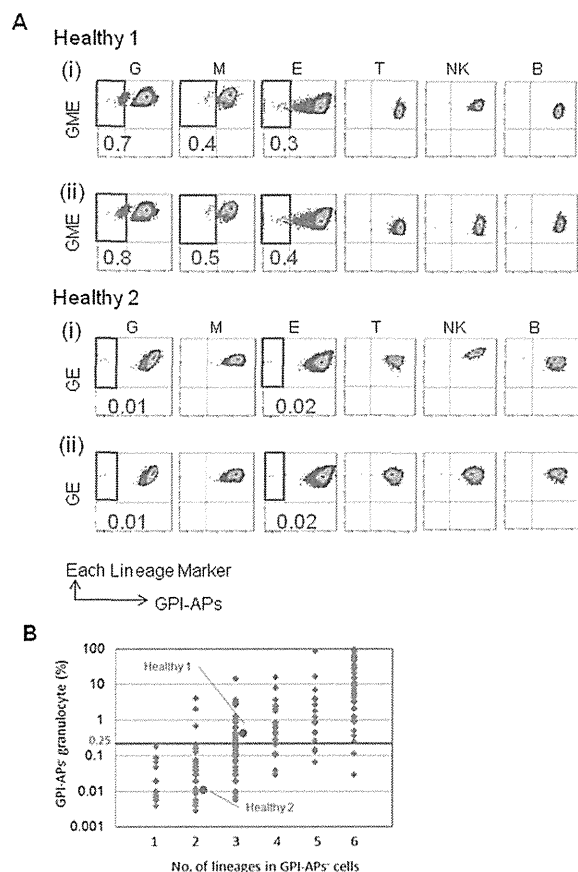 A
Healthy 1
(i) G M E T NK B
GME
0.7 0.4 0.3
(ii)
GME
0.8 0.5 0.4
Healthy 2
(i) G M E T NK B
GE
0.01 0.02
(ii)
GE
0.01 0.02
Each Lineage Marker
GPI-APs
B
GPI-APs⁻ granulocyte (%)
100
10
1
0.25
0.1
0.01
0.001
Healthy 1
Healthy 2
1 2 3 4 5 6
No. of lineages in GPI-APs⁻ cells